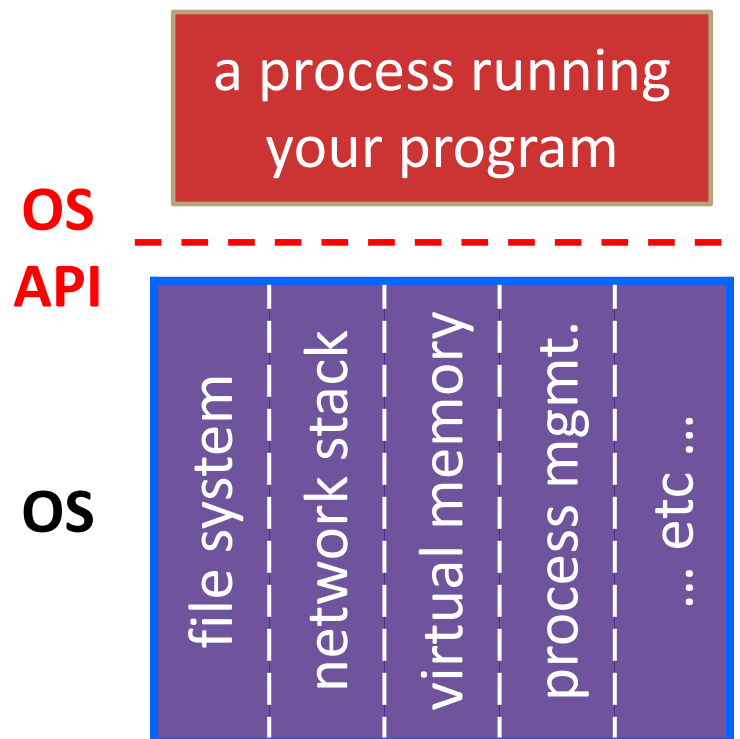 a process running
your program
OS
API
OS
file system
network stack
virtual memory
process mgmt.
... etc ...